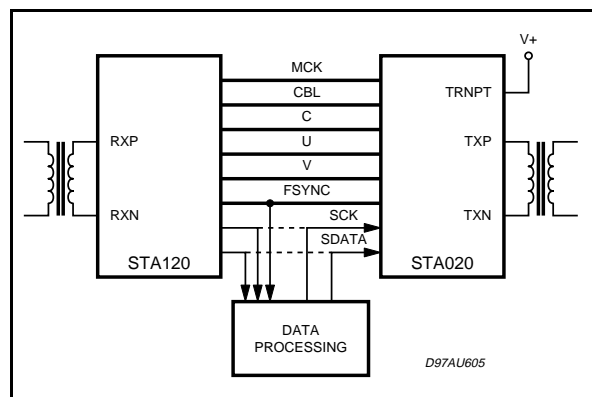 V+
MCK
CBL
TRNPT
C
RXP
U
TXP
V
FSYNC
RXN
SCK
TXN
SDATA
STA120
STA020
DATA
PROCESSING
D97AU605